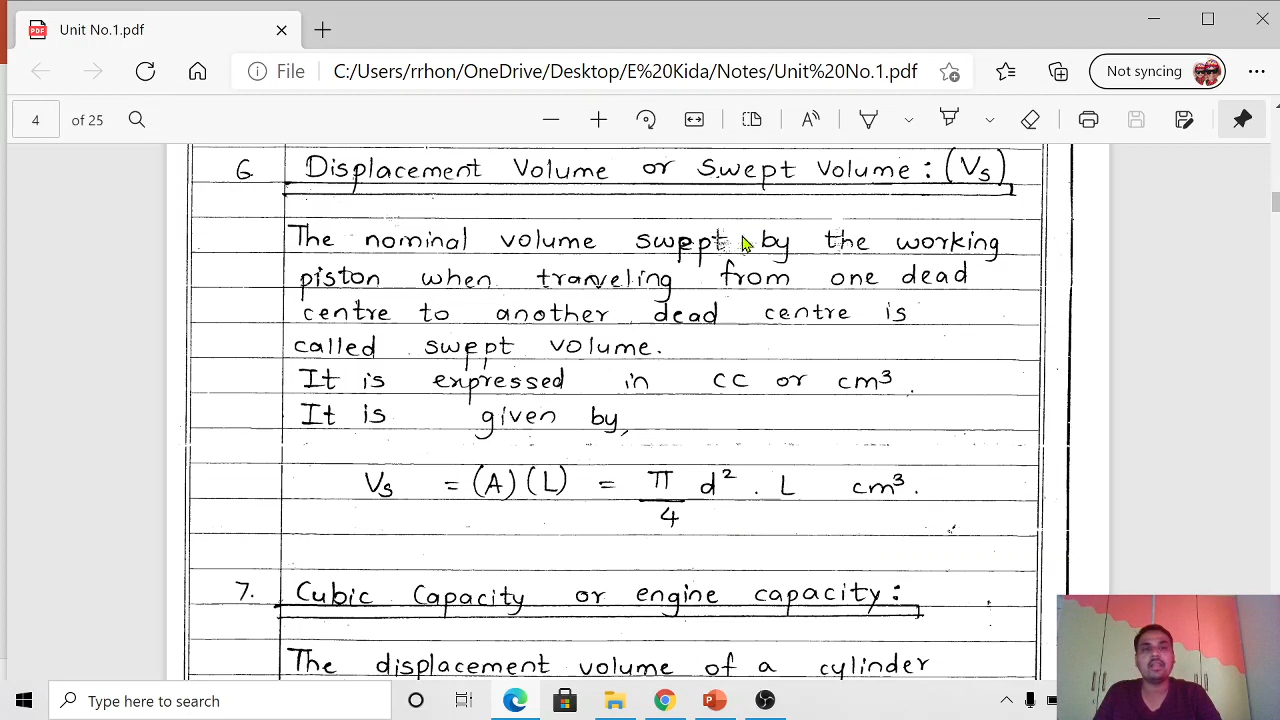 Unit No.1.pdf
File C:/Users/rrhon/OneDrive/Desktop/E%20Kida/Notes/Unit%20No.1.pdf Not syncing
4 of 25
6 Displacement Volume or Swept Volume : (Vs)
The nominal volume swept by the working
piston when traveling from one dead
centre to another dead centre is
called swept volume.
It is expressed in cc or cm³.
It is given by,
Vs = (A)(L) = π/4 d² . L cm³.
7. Cubic Capacity or engine capacity :
The displacement volume of a cylinder
Type here to search